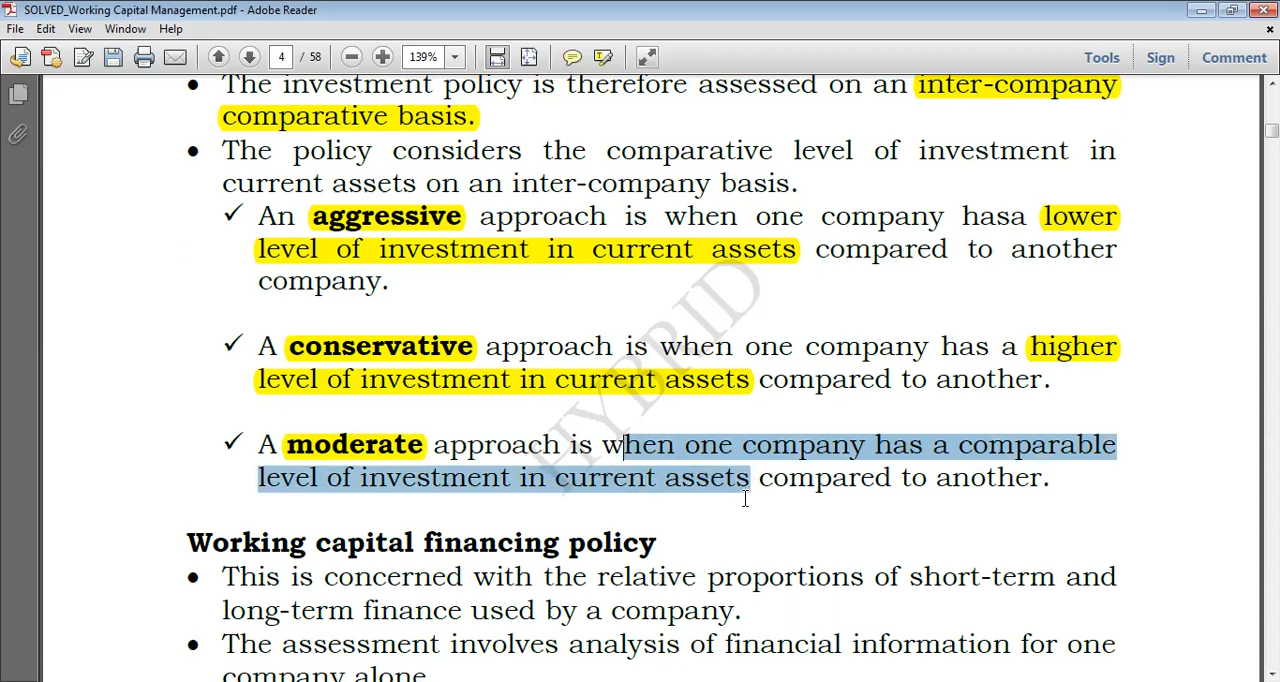 SOLVED_Working Capital Management.pdf - Adobe Reader
File Edit View Window Help
4 / 58 139% Tools Sign Comment
• The investment policy is therefore assessed on an inter-company
comparative basis.
• The policy considers the comparative level of investment in
current assets on an inter-company basis.
✓ An aggressive approach is when one company hasa lower
level of investment in current assets compared to another
company.
✓ A conservative approach is when one company has a higher
level of investment in current assets compared to another.
✓ A moderate approach is when one company has a comparable
level of investment in current assets compared to another.
HYBRID
Working capital financing policy
• This is concerned with the relative proportions of short-term and
long-term finance used by a company.
• The assessment involves analysis of financial information for one
company alone.